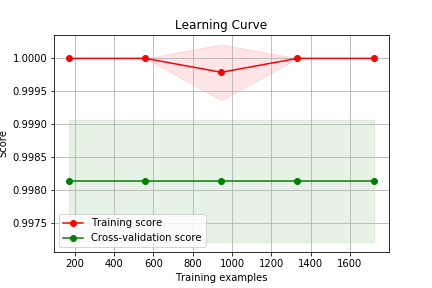 Learning Curve
1.0000
0.9995
0.9990
0.9985
0.9980
0.9975
Score
Training score
Cross-validation score
200 400 600 800 1000 1200 1400 1600
Training examples